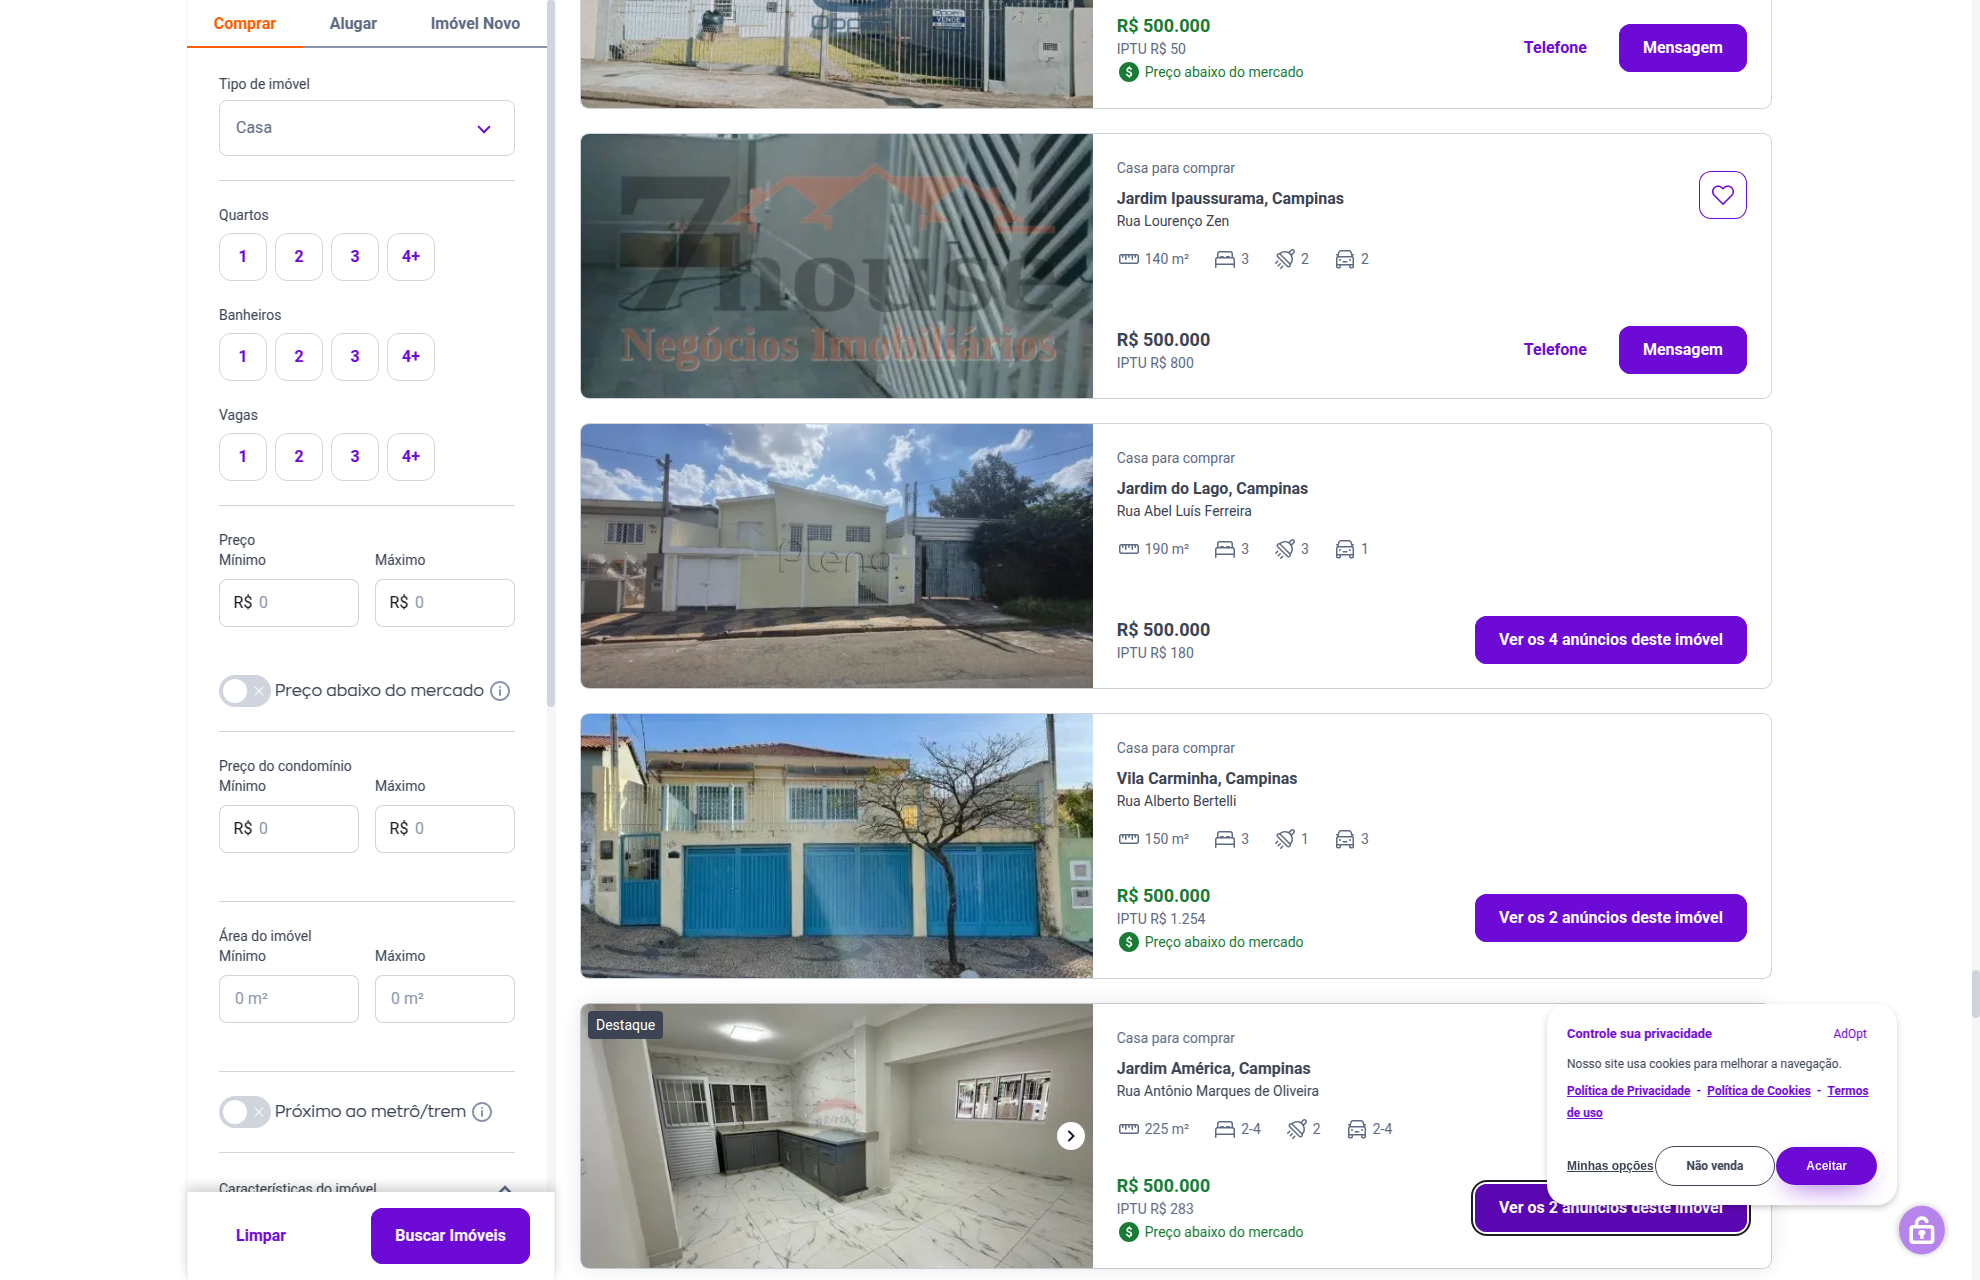 Comprar
Alugar
Imóvel Novo
Tipo de imóvel
Casa
Quartos
1
2
3
4+
Banheiros
1
2
3
4+
Vagas
1
2
3
4+
Preço
Mínimo
Máximo
R$ 0
R$ 0
Preço abaixo do mercado
Preço do condomínio
Mínimo
Máximo
R$ 0
R$ 0
Área do imóvel
Mínimo
Máximo
0 m²
0 m²
Próximo ao metrô/trem
Características do imóvel
Limpar
Buscar Imóveis
VENDE
R$ 500.000
IPTU R$ 50
Preço abaixo do mercado
Telefone
Mensagem
7house
Negócios Imobiliários
Casa para comprar
Jardim Ipaussurama, Campinas
Rua Lourenço Zen
140 m²
3
2
2
R$ 500.000
IPTU R$ 800
Telefone
Mensagem
Pleno
Casa para comprar
Jardim do Lago, Campinas
Rua Abel Luís Ferreira
190 m²
3
3
1
R$ 500.000
IPTU R$ 180
Ver os 4 anúncios deste imóvel
Casa para comprar
Vila Carminha, Campinas
Rua Alberto Bertelli
150 m²
3
1
3
R$ 500.000
IPTU R$ 1.254
Preço abaixo do mercado
Ver os 2 anúncios deste imóvel
Destaque
RE/MAX
Casa para comprar
Jardim América, Campinas
Rua Antônio Marques de Oliveira
225 m²
2-4
2
2-4
R$ 500.000
IPTU R$ 283
Preço abaixo do mercado
Ver os 2 anúncios deste imóvel
Controle sua privacidade
AdOpt
Nosso site usa cookies para melhorar a navegação.
Política de Privacidade - Política de Cookies - Termos
de uso
Minhas opções
Não venda
Aceitar